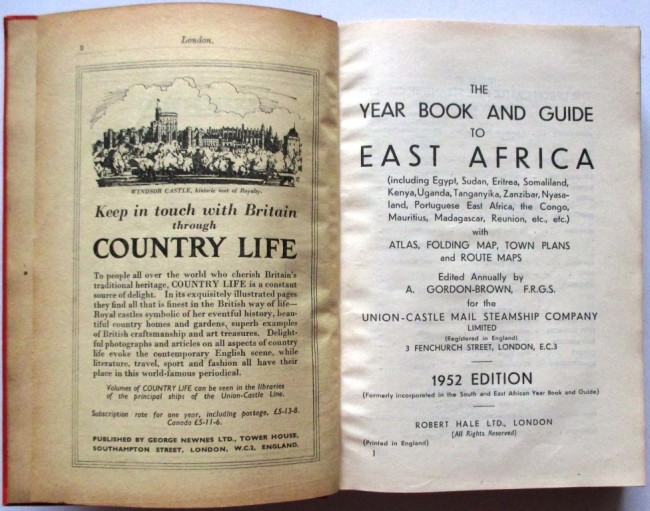 2
London.
WINDSOR CASTLE, historic seat of Royalty.
Keep in touch with Britain
through
COUNTRY LIFE
To people all over the world who cherish Britain's
traditional heritage, COUNTRY LIFE is a constant
source of delight. In its exquisitely illustrated pages
they find all that is finest in the British way of life—
Royal castles symbolic of her eventful history, beau-
tiful country homes and gardens, superb examples
of British craftsmanship and art treasures. Delight-
ful photographs and articles on all aspects of country
life evoke the contemporary English scene, while
literature, travel, sport and fashion all have their
place in this world-famous periodical.
Volumes of COUNTRY LIFE can be seen in the libraries
of the principal ships of the Union-Castle Line.
Subscription rate for one year, including postage, £5-13-8.
Canada £5-11-6.
PUBLISHED BY GEORGE NEWNES LTD., TOWER HOUSE,
SOUTHAMPTON STREET, LONDON, W.C.2, ENGLAND.
THE
YEAR BOOK AND GUIDE
TO
EAST AFRICA
(including Egypt, Sudan, Eritrea, Somaliland,
Kenya, Uganda, Tanganyika, Zanzibar, Nyasa-
land, Portuguese East Africa, the Congo,
Mauritius, Madagascar, Reunion, etc., etc.)
with
ATLAS, FOLDING MAP, TOWN PLANS
and ROUTE MAPS
Edited Annually by
A. GORDON-BROWN, F.R.G.S.
for the
UNION-CASTLE MAIL STEAMSHIP COMPANY
LIMITED
(Registered in England)
3 FENCHURCH STREET, LONDON, E.C.3
1952 EDITION
(Formerly incorporated in the South and East African Year Book and Guide)
ROBERT HALE LTD., LONDON
(All Rights Reserved)
(Printed in England)
1